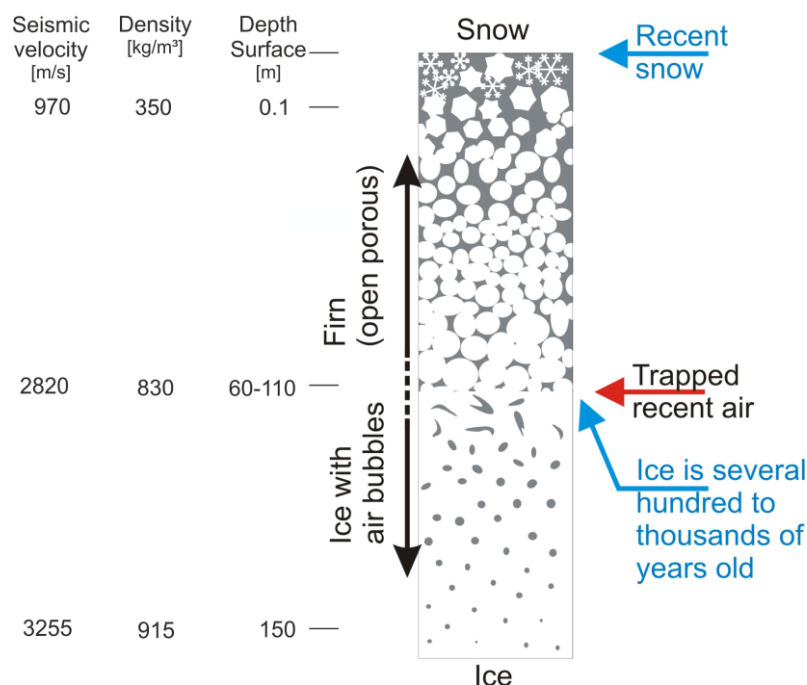 Seismic
velocity
[m/s]
Density
[kg/m³]
Depth
Surface
[m]
Snow
Recent
snow
970 350 0.1
Firn
(open porous)
2820 830 60-110
Trapped
recent air
Ice with
air bubbles
Ice is several
hundred to
thousands of
years old
3255 915 150
Ice